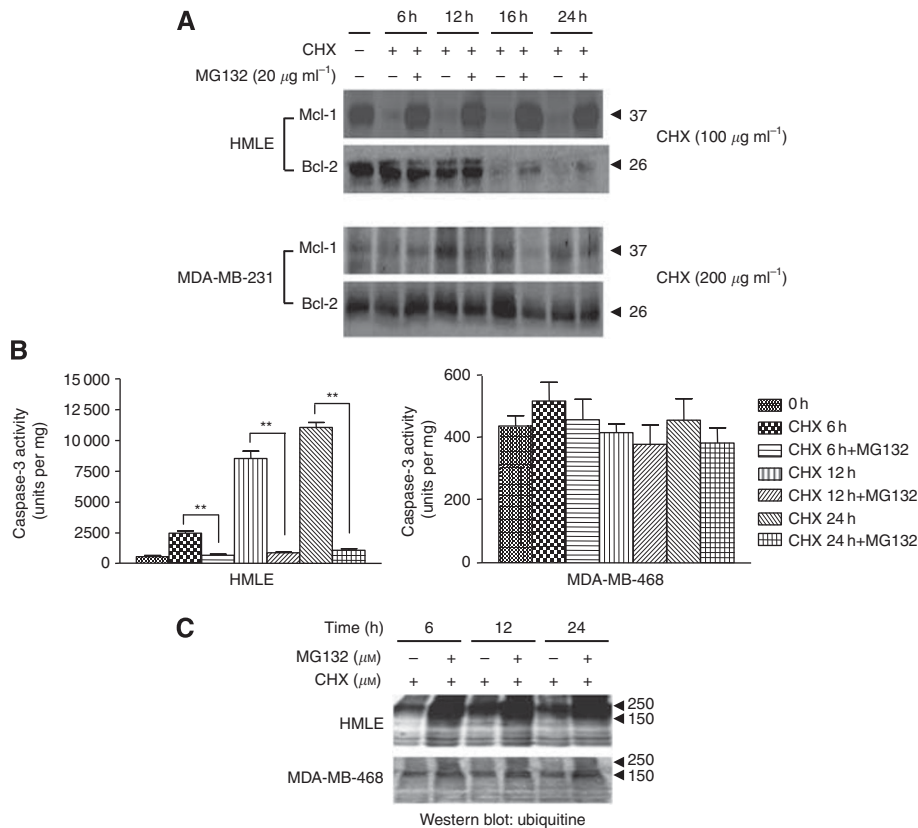 A
6 h 12 h 16 h 24 h
CHX – + + + + + + + +
MG132 (20 μg ml⁻¹) – – + – + – + – +
HMLE
Mcl-1 37
Bcl-2 26
CHX (100 μg ml⁻¹)
MDA-MB-231
Mcl-1 37
Bcl-2 26
CHX (200 μg ml⁻¹)
B
Caspase-3 activity
(units per mg)
15 000
10 000
7500
5000
2500
0
** ** **
HMLE
Caspase-3 activity
(units per mg)
600
400
200
0
MDA-MB-468
0 h
CHX 6 h
CHX 6 h+MG132
CHX 12 h
CHX 12 h+MG132
CHX 24 h
CHX 24 h+MG132
C
Time (h) 6 12 24
MG132 (μM) – + – + – +
CHX (μM) + + + + + +
HMLE
250
150
MDA-MB-468
250
150
Western blot: ubiquitine